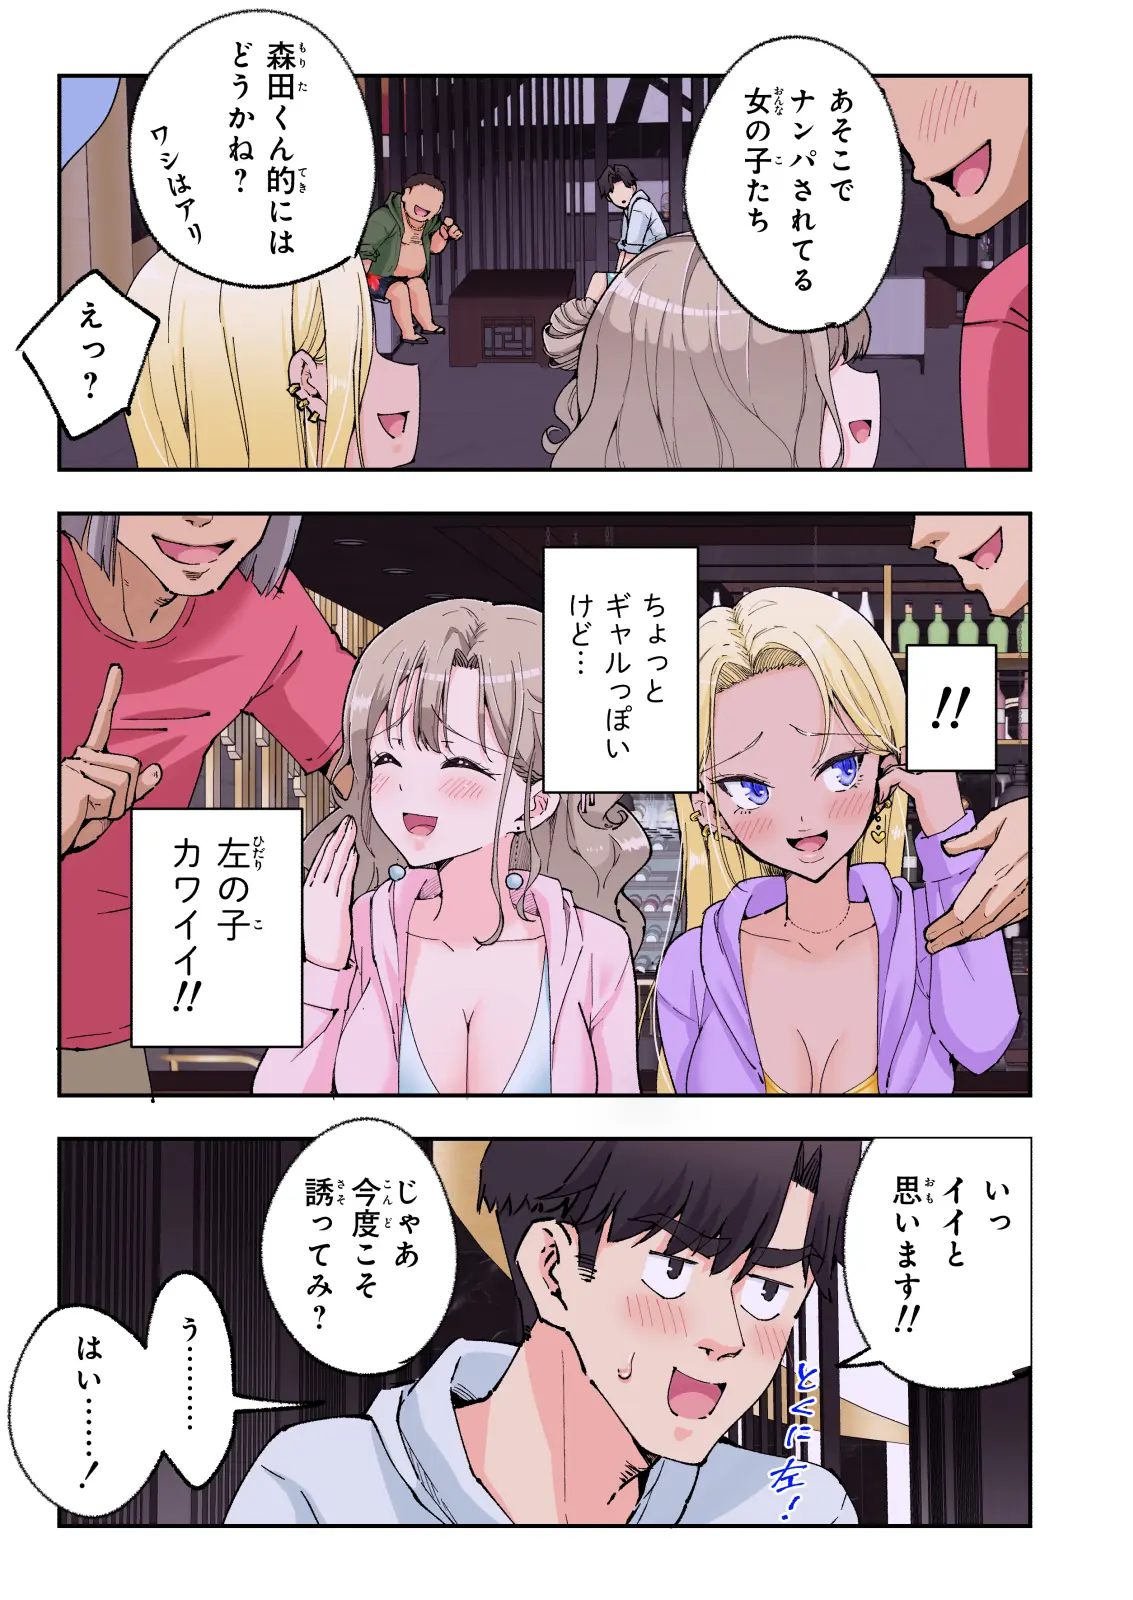 あそこで
ナンパされてる
女の子たち
森田くん的には
どうかね？
ワシはアリ
えっ？
!!
ちょっと
ギャルっぽい
けど…
左の子
カワイイ!!
いっ
イイと
思います!!
とくに左！
じゃあ
今度こそ
誘ってみ？
う………
はい………！